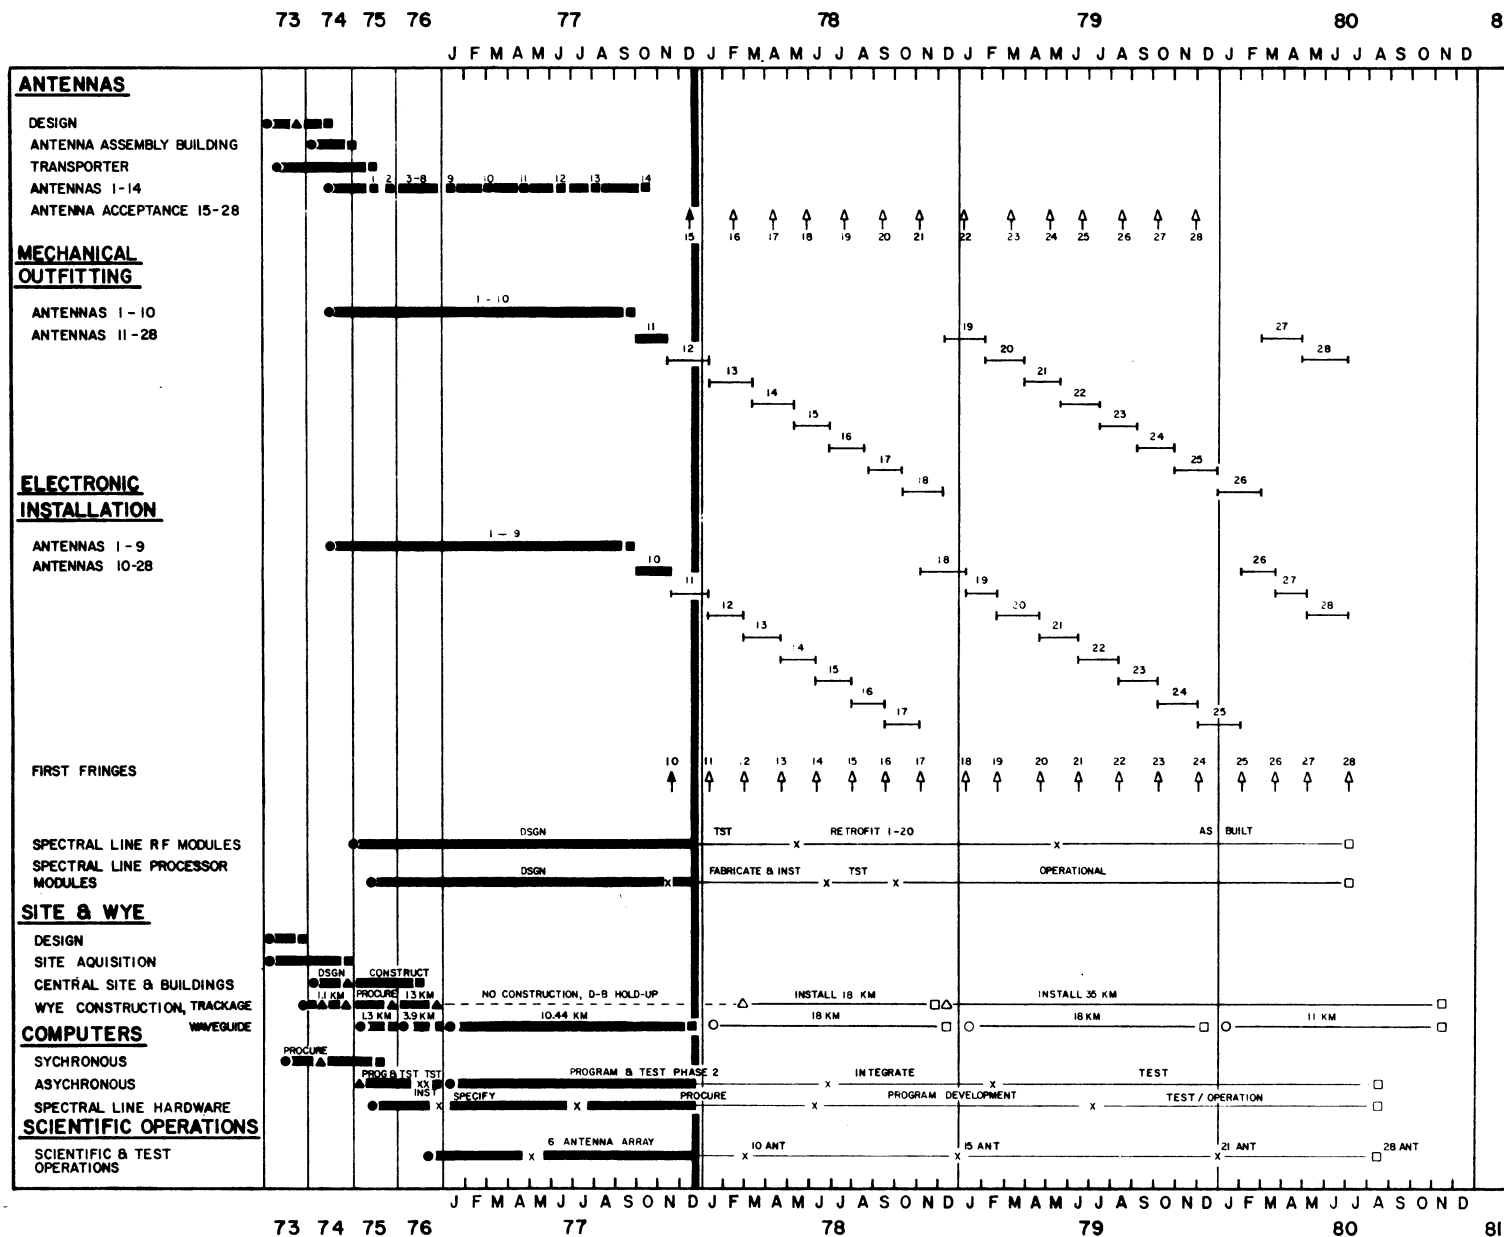 73 74 75 76 77 78 79 80 8
J F M A M J J A S O N D J F M A M J J A S O N D J F M A M J J A S O N D J F M A M J J A S O N D
ANTENNAS
DESIGN
ANTENNA ASSEMBLY BUILDING
TRANSPORTER
ANTENNAS 1-14 1 2 3-8 9 10 11 12 13 14
ANTENNA ACCEPTANCE 15-28
15 16 17 18 19 20 21 22 23 24 25 26 27 28
MECHANICAL
OUTFITTING
1 - 10
ANTENNAS 1-10
ANTENNAS 11-28 11 19 27
12 20 28
13 21
14 22
15 23
16 24
17 25
18 26
ELECTRONIC
INSTALLATION
1 - 9
ANTENNAS 1-9
ANTENNAS 10-28 10 18 26
11 19 27
12 20 28
13 21
14 22
15 23
16 24
17 25
10 11 12 13 14 15 16 17 18 19 20 21 22 23 24 25 26 27 28
FIRST FRINGES
DSGN TST RETROFIT 1-20 AS BUILT
SPECTRAL LINE RF MODULES
SPECTRAL LINE PROCESSOR
MODULES DSGN FABRICATE & INST TST OPERATIONAL
SITE & WYE
DESIGN
SITE AQUISITION
DSGN CONSTRUCT
CENTRAL SITE & BUILDINGS
1.1 KM PROCURE 13 KM NO CONSTRUCTION, D-B HOLD-UP INSTALL 18 KM INSTALL 35 KM
WYE CONSTRUCTION, TRACKAGE
1.3 KM 3.9 KM 10.44 KM 18 KM 18 KM 11 KM
WAVEGUIDE
COMPUTERS
PROCURE
SYCHRONOUS
PROG & TST TST PROGRAM & TEST PHASE 2 INTEGRATE TEST
ASYCHRONOUS XX
INST SPECIFY PROCURE PROGRAM DEVELOPMENT TEST / OPERATION
SPECTRAL LINE HARDWARE
SCIENTIFIC OPERATIONS
6 ANTENNA ARRAY 10 ANT 15 ANT 21 ANT 28 ANT
SCIENTIFIC & TEST
OPERATIONS
J F M A M J J A S O N D J F M A M J J A S O N D J F M A M J J A S O N D J F M A M J J A S O N D
73 74 75 76 77 78 79 80 81